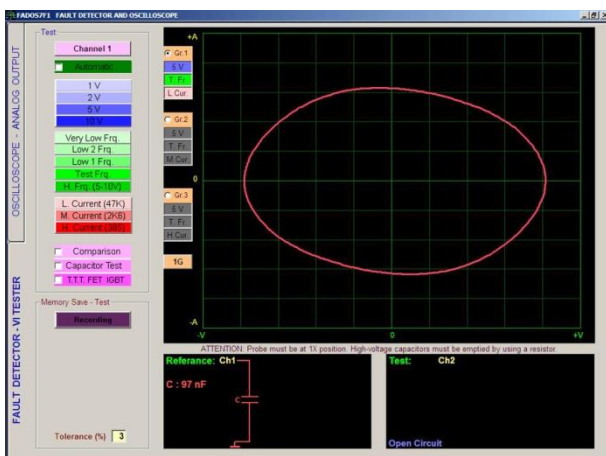 FADOS7F1 FAULT DETECTOR AND OSCILLOSCOPE
OSCILLOSCOPE - ANALOG OUTPUT
FAULT DETECTOR - VI TESTER
Test
Channel 1
Automatic
1 V
2 V
5 V
10 V
Very Low Frq.
Low 2 Frq.
Low 1 Frq.
Test Frq.
H. Frq. (5-10V)
L. Current (47K)
M. Current (2K6)
Comparison
Capacitor Test
T.T.T. FET IGBT
Memory Save - Test
Recording
Tolerance (%) 3
Gr.1
5 V
T. Fr.
L Cur.
Gr.2
5 V
T. Fr.
M Cur.
Gr.3
5 V
T. Fr.
H Cur.
1G
+A
0
-A
-V
0
+V
ATTENTION: Probe must be at 1X position. High-voltage capacitors must be emptied by using a resistor.
Referance: Ch1
C : 97 nF
C
Test: Ch2
Open Circuit